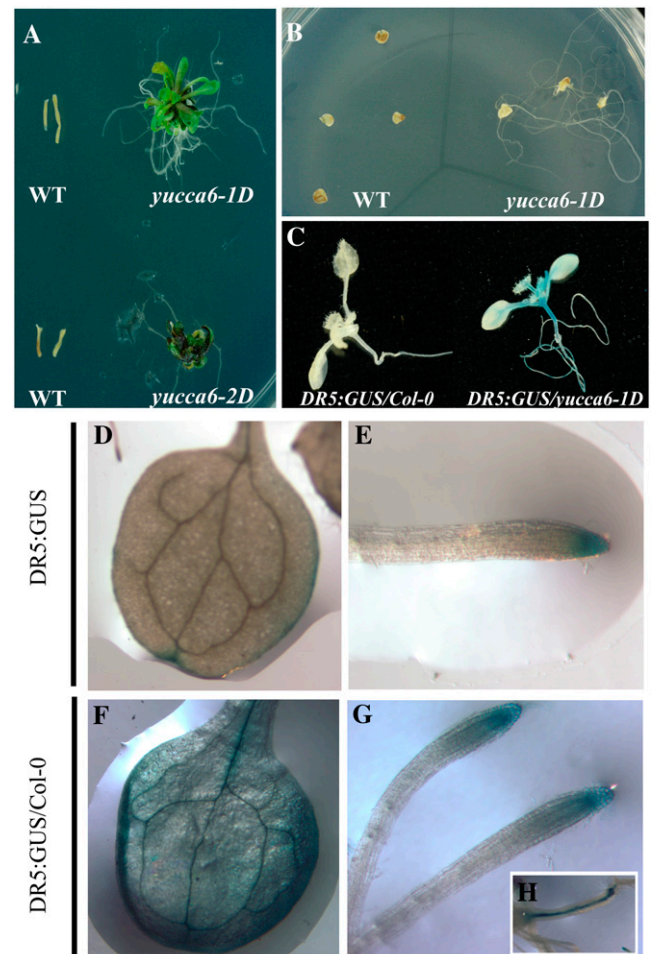 A
WT
yucca6-1D
WT
yucca6-2D
B
WT
yucca6-1D
C
DR5:GUS/Col-0
DR5:GUS/yucca6-1D
DR5:GUS
D
E
DR5:GUS/Col-0
F
G
H